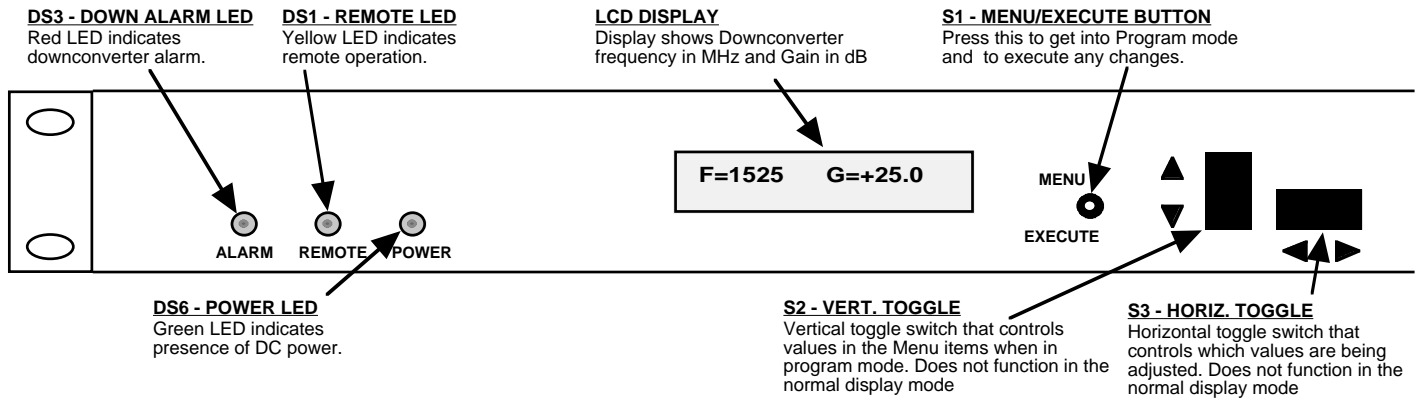 DS3 - DOWN ALARM LED
Red LED indicates
downconverter alarm.
DS1 - REMOTE LED
Yellow LED indicates
remote operation.
LCD DISPLAY
Display shows Downconverter
frequency in MHz and Gain in dB
S1 - MENU/EXECUTE BUTTON
Press this to get into Program mode
and to execute any changes.
F=1525 G=+25.0
MENU
EXECUTE
ALARM
REMOTE
POWER
DS6 - POWER LED
Green LED indicates
presence of DC power.
S2 - VERT. TOGGLE
Vertical toggle switch that controls
values in the Menu items when in
program mode. Does not function in the
normal display mode
S3 - HORIZ. TOGGLE
Horizontal toggle switch that
controls which values are being
adjusted. Does not function in the
normal display mode